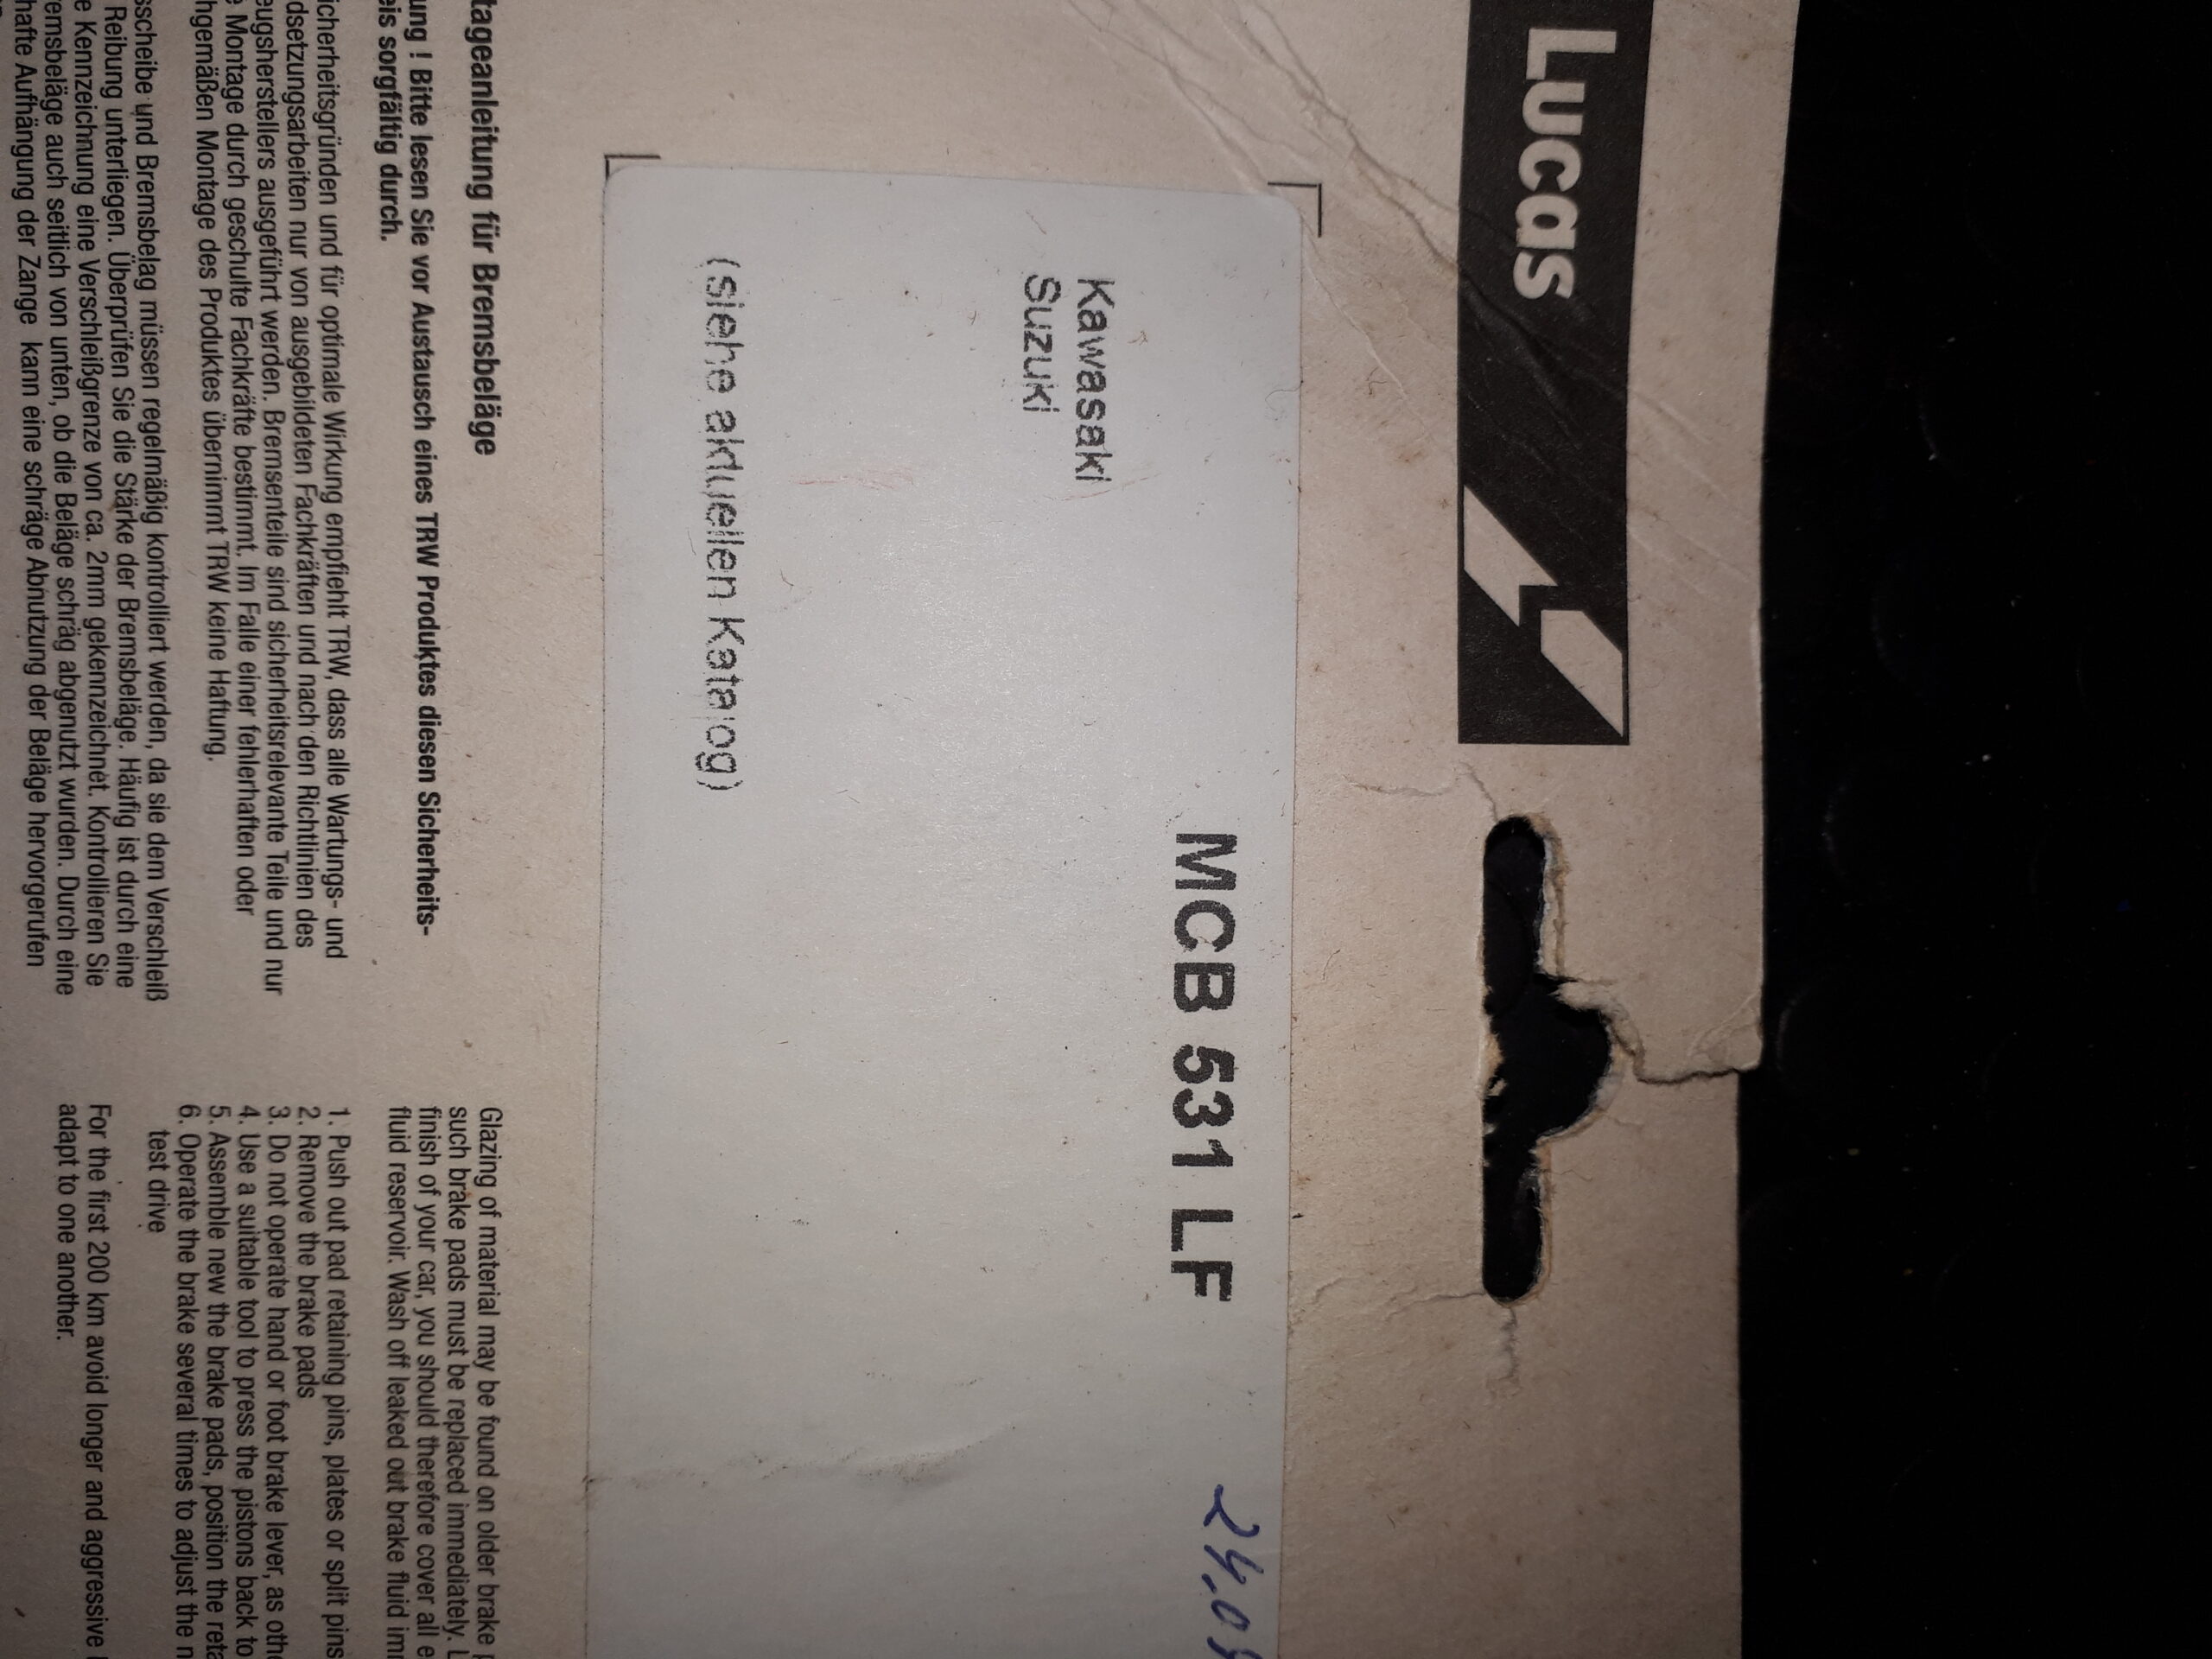 Lucas
MCB 531 LF
Kawasaki
Suzuki
(siehe aktuellen Katalog)
tageanleitung für Bremsbeläge
ung ! Bitte lesen Sie vor Austausch eines TRW Produktes diesen Sicherheits-
eis sorgfältig durch.
icherheitsgründen und für optimale Wirkung empfiehlt TRW, dass alle Wartungs- und
dsetzungsarbeiten nur von ausgebildeten Fachkräften und nach den Richtlinien des
eugsherstellers ausgeführt werden. Bremsenteile sind sicherheitsrelevante Teile und nur
e Montage durch geschulte Fachkräfte bestimmt. Im Falle einer fehlerhaften oder
hgemäßen Montage des Produktes übernimmt TRW keine Haftung.
sscheibe und Bremsbelag müssen regelmäßig kontrolliert werden, da sie dem Verschleiß
Reibung unterliegen. Überprüfen Sie die Stärke der Bremsbeläge. Häufig ist durch eine
e Kennzeichnung eine Verschleißgrenze von ca. 2mm gekennzeichnet. Kontrollieren Sie
emsbeläge auch seitlich von unten, ob die Beläge schräg abgenutzt wurden. Durch eine
hafte Aufhängung der Zange kann eine schräge Abnutzung der Beläge hervorgerufen
Glazing of material may be found on older brake
such brake pads must be replaced immediately.
finish of your car, you should therefore cover all e
fluid reservoir. Wash off leaked out brake fluid im
1. Push out pad retaining pins, plates or split pins
2. Remove the brake pads
3. Do not operate hand or foot brake lever, as oth
4. Use a suitable tool to press the pistons back to
5. Assemble new the brake pads, position the reta
6. Operate the brake several times to adjust the n
test drive
For the first 200 km avoid longer and aggressive
adapt to one another.